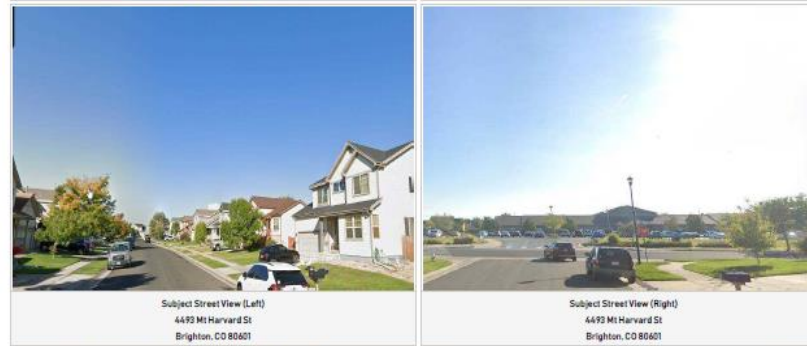 Subject Street View (Left)
4493 Mt Harvard St
Brighton, CO 80601
Subject Street View (Right)
4493 Mt Harvard St
Brighton, CO 80601